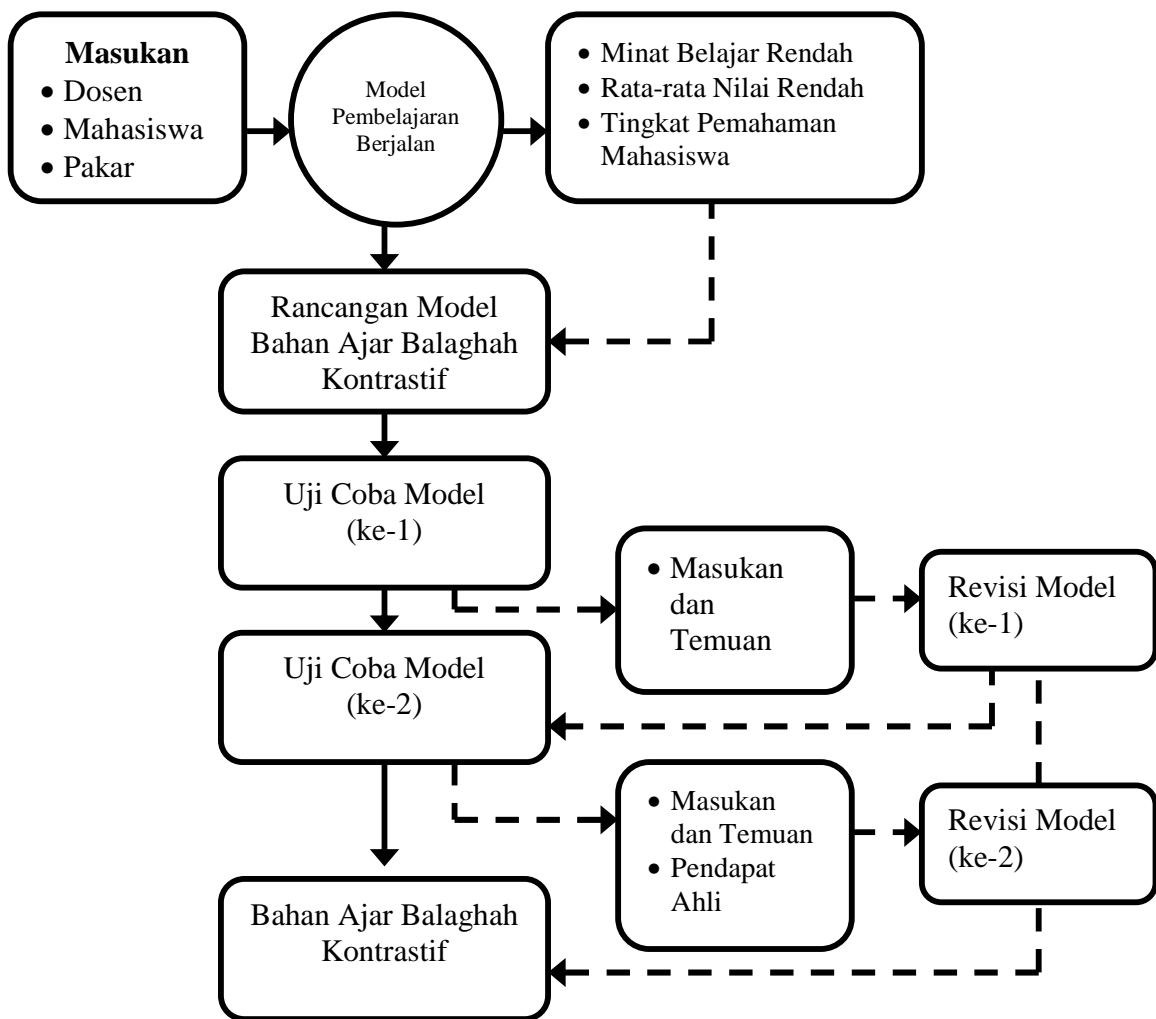 Masukan
• Dosen
• Mahasiswa
• Pakar
Model
Pembelajaran
Berjalan
• Minat Belajar Rendah
• Rata-rata Nilai Rendah
• Tingkat Pemahaman
Mahasiswa
Rancangan Model
Bahan Ajar Balaghah
Kontrastif
Uji Coba Model
(ke-1)
• Masukan
dan
Temuan
Revisi Model
(ke-1)
Uji Coba Model
(ke-2)
• Masukan
dan Temuan
• Pendapat
Ahli
Revisi Model
(ke-2)
Bahan Ajar Balaghah
Kontrastif